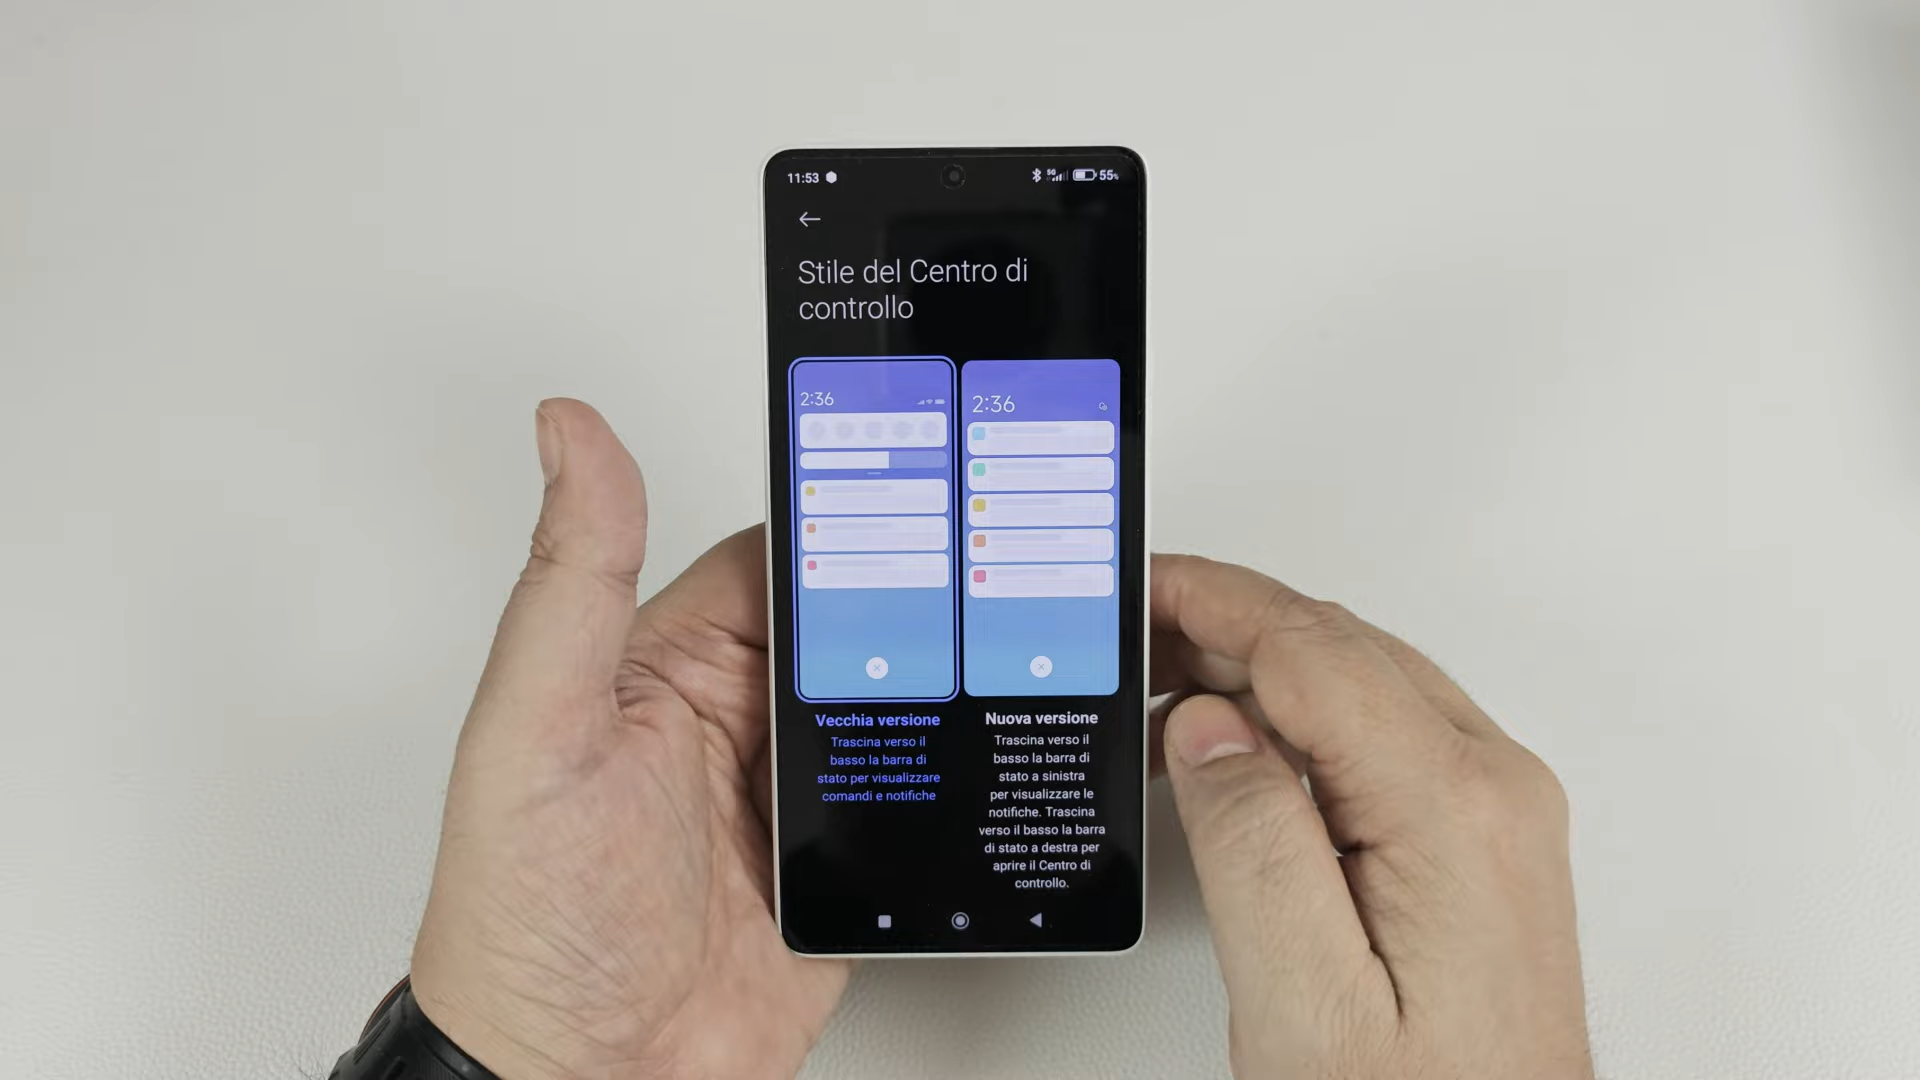 11:53
5G
55%
Stile del Centro di
controllo
2:36
2:36
Vecchia versione
Trascina verso il
basso la barra di
stato per visualizzare
comandi e notifiche
Nuova versione
Trascina verso il
basso la barra di
stato a sinistra
per visualizzare le
notifiche. Trascina
verso il basso la barra
di stato a destra per
aprire il Centro di
controllo.